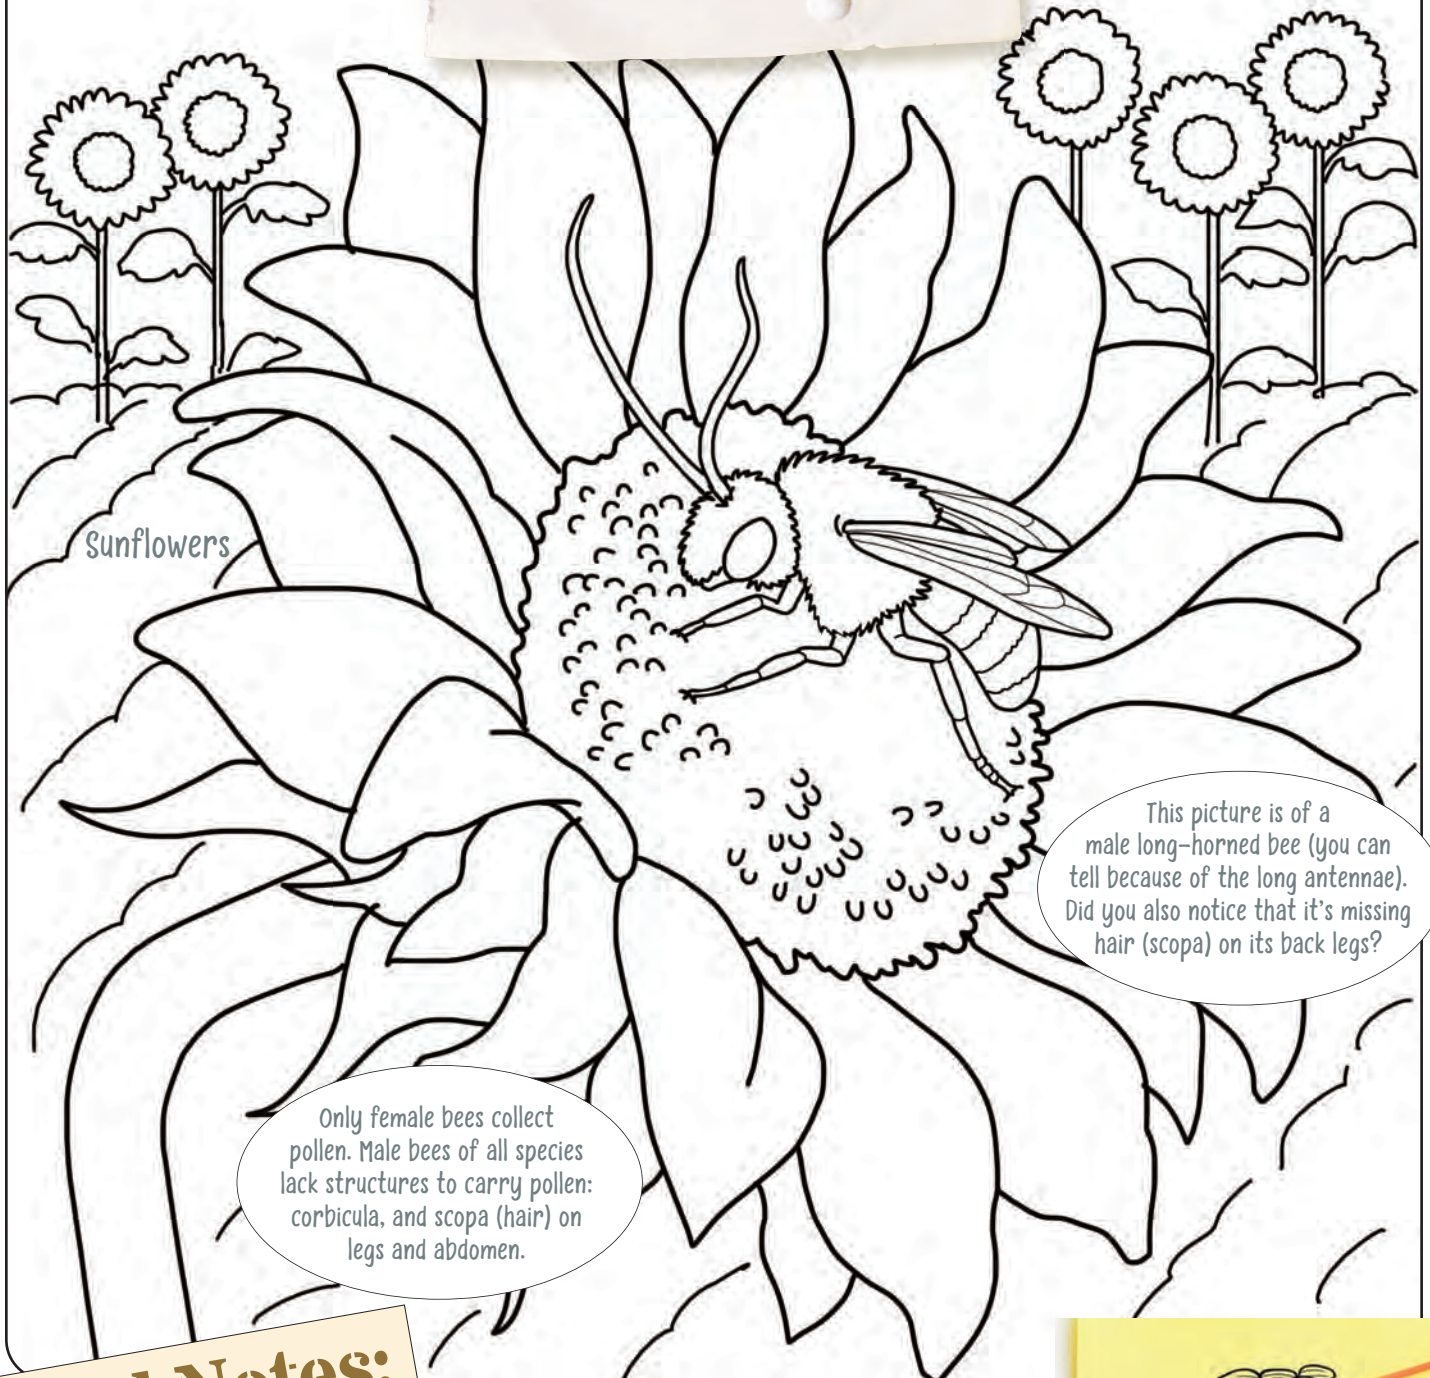 Sunflowers
This picture is of a
male long-horned bee (you can
tell because of the long antennae).
Did you also notice that it's missing
hair (scopa) on its back legs?
Only female bees collect
pollen. Male bees of all species
lack structures to carry pollen:
corbicula, and scopa (hair) on
legs and abdomen.
Notes: